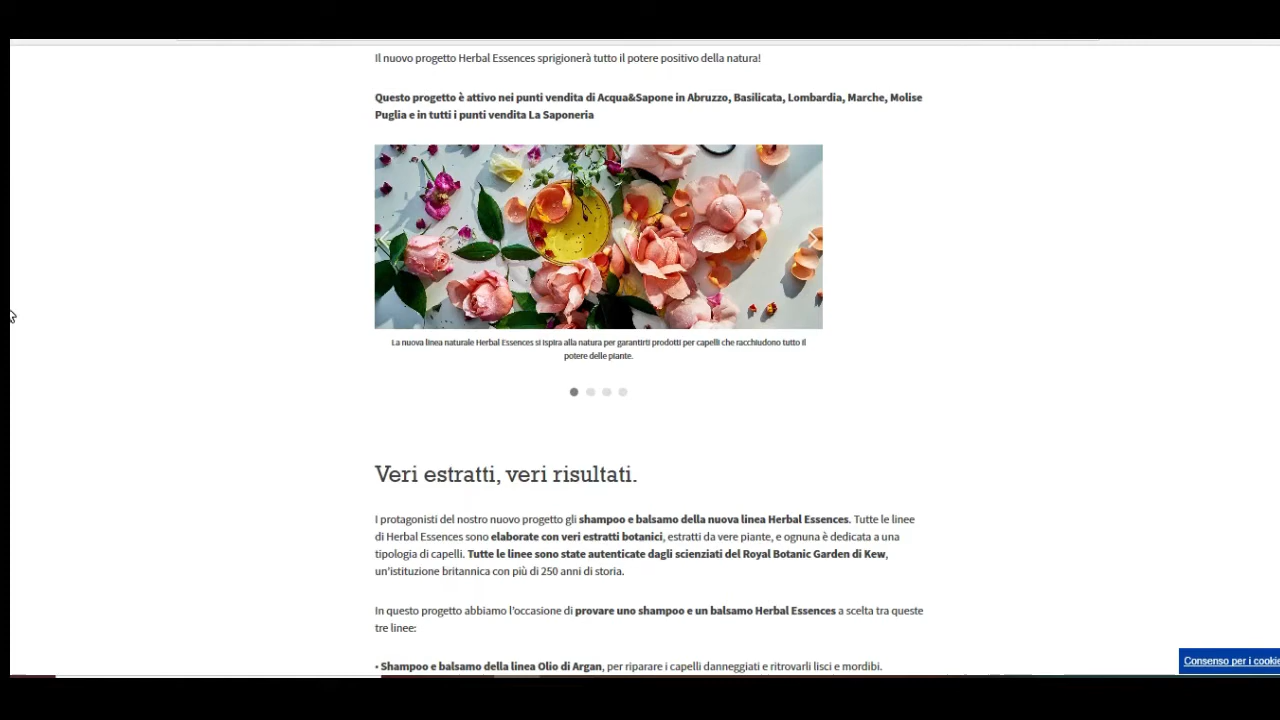 Il nuovo progetto Herbal Essences sprigionerà tutto il potere positivo della natura!
Questo progetto è attivo nei punti vendita di Acqua&Sapone in Abruzzo, Basilicata, Lombardia, Marche, Molise
Puglia e in tutti i punti vendita La Saponeria
La nuova linea naturale Herbal Essences si ispira alla natura per garantirti prodotti per capelli che racchiudono tutto il
potere delle piante.
Veri estratti, veri risultati.
I protagonisti del nostro nuovo progetto gli shampoo e balsamo della nuova linea Herbal Essences. Tutte le linee
di Herbal Essences sono elaborate con veri estratti botanici, estratti da vere piante, e ognuna è dedicata a una
tipologia di capelli. Tutte le linee sono state autenticate dagli scienziati del Royal Botanic Garden di Kew,
un'istituzione britannica con più di 250 anni di storia.
In questo progetto abbiamo l'occasione di provare uno shampoo e un balsamo Herbal Essences a scelta tra queste
tre linee:
• Shampoo e balsamo della linea Olio di Argan, per riparare i capelli danneggiati e ritrovarli lisci e mordibi.
Consenso per i cookie